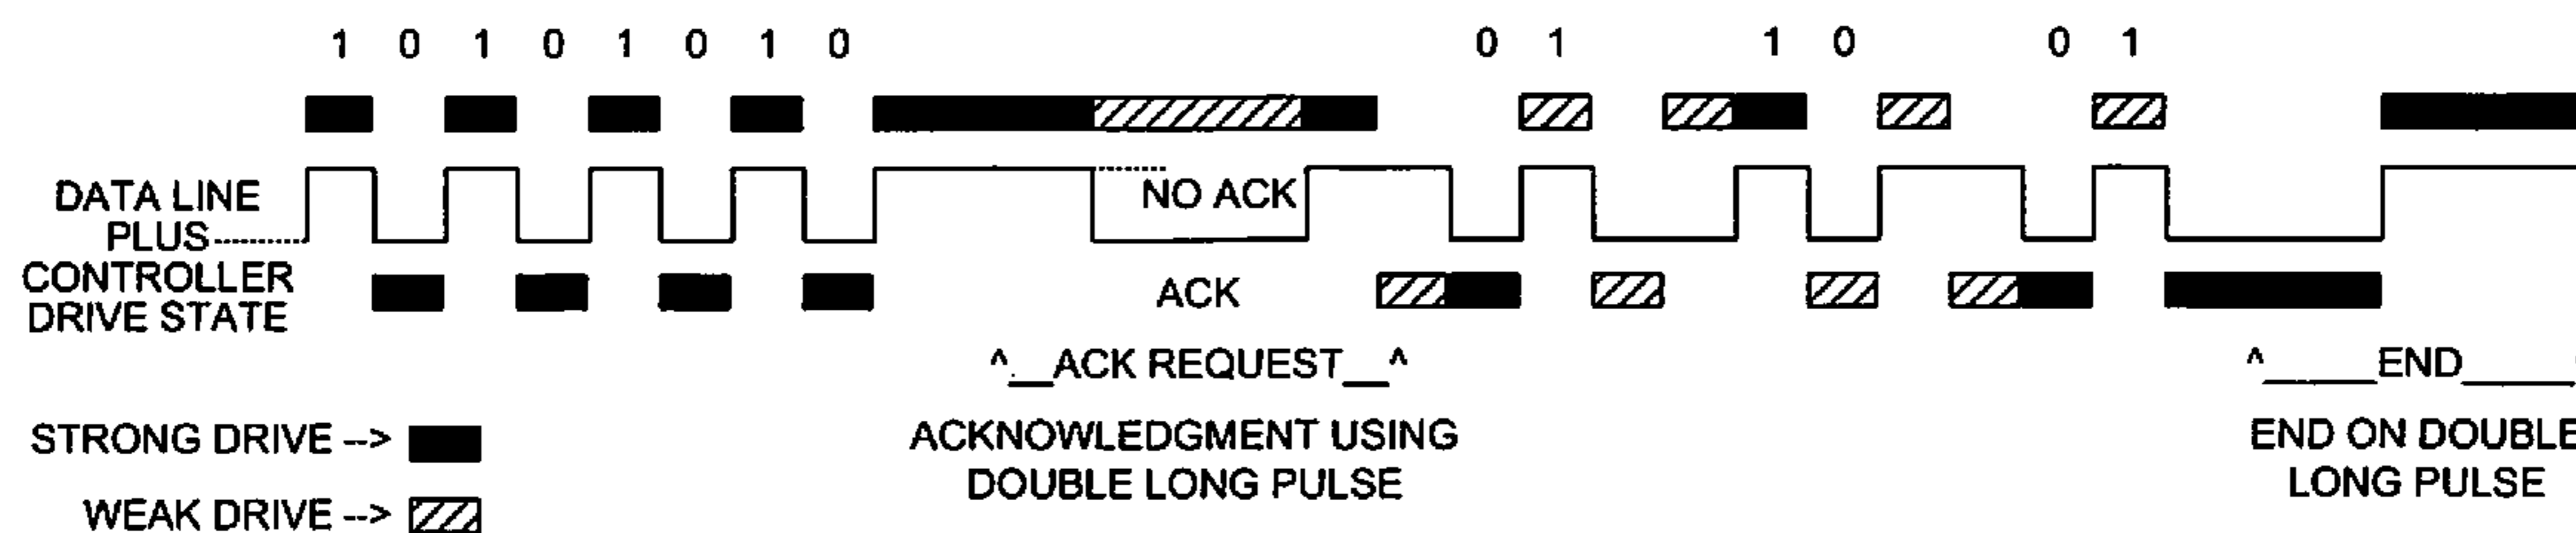 1 0 1 0 1 0 1 0 0 1 1 0 0 1
DATA LINE
PLUS
NO ACK
CONTROLLER
DRIVE STATE
ACK
^__ACK REQUEST__^
^____END____
STRONG DRIVE -->
WEAK DRIVE -->
ACKNOWLEDGMENT USING
DOUBLE LONG PULSE
END ON DOUBLE
LONG PULSE